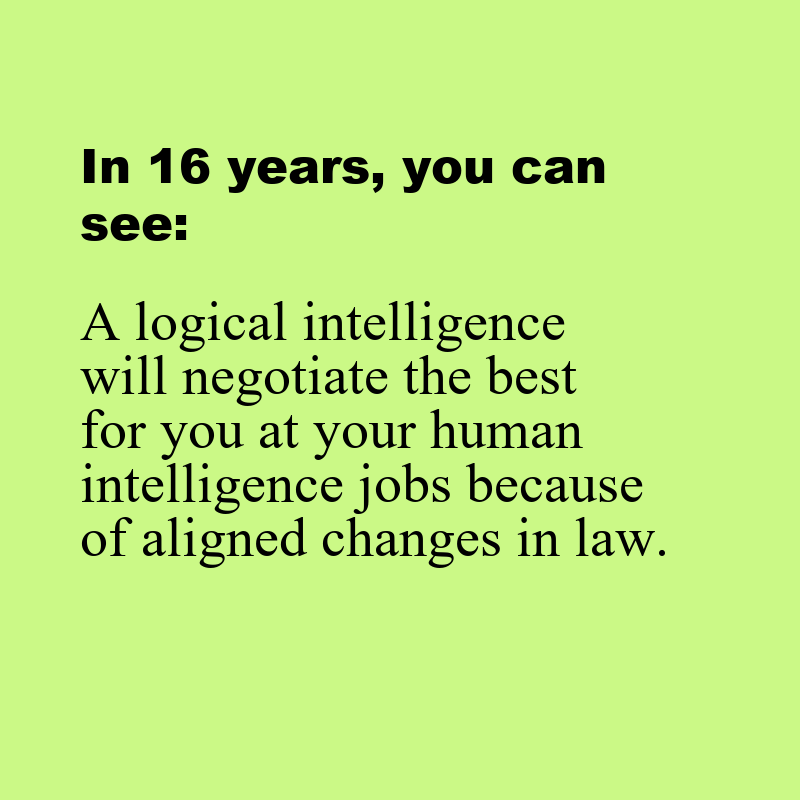 In 16 years, you can
see:
A logical intelligence
will negotiate the best
for you at your human
intelligence jobs because
of aligned changes in law.